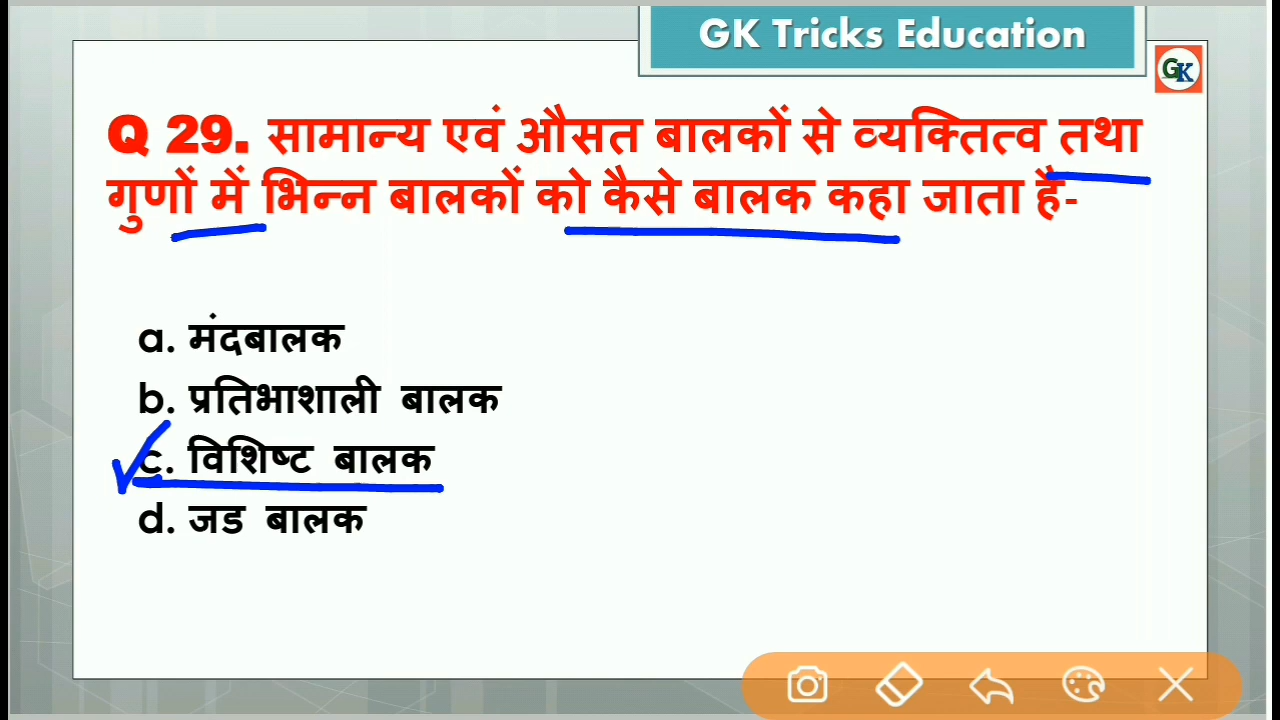 GK Tricks Education
GK
Q 29. सामान्य एवं औसत बालकों से व्यक्तित्व तथा
गुणों में भिन्न बालकों को कैसे बालक कहा जाता है-
a. मंदबालक
b. प्रतिभाशाली बालक
c. विशिष्ट बालक
d. जड बालक